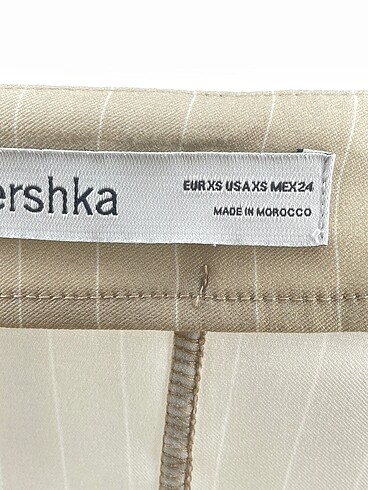 ershka
EUR XS USA XS MEX 24
MADE IN MOROCCO